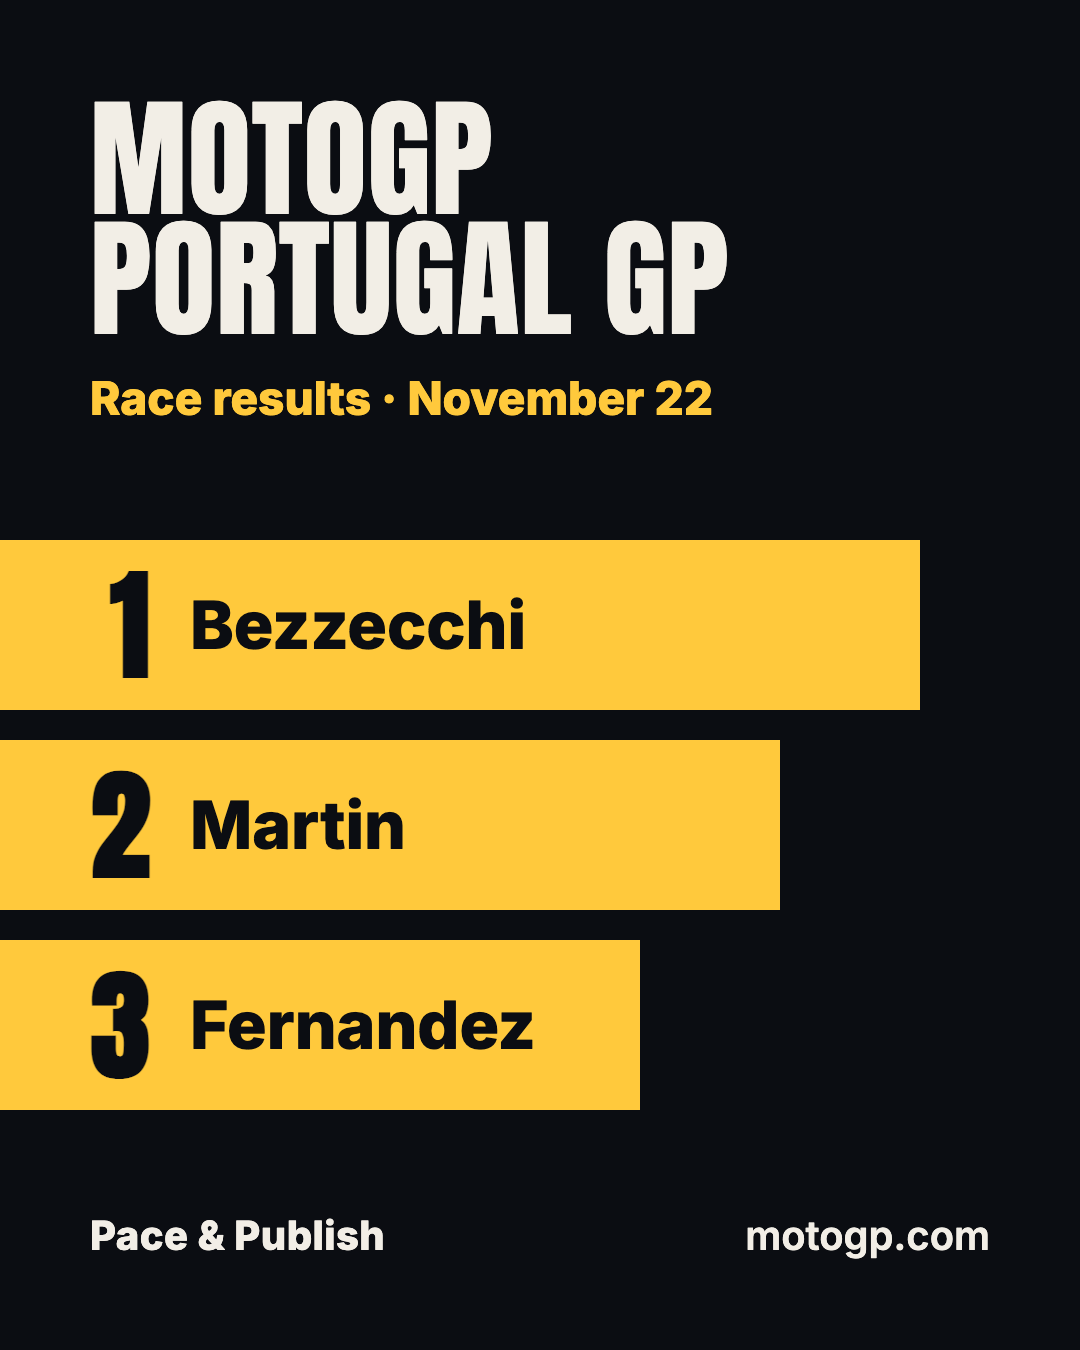 MOTOGP
PORTUGAL GP
Race results · November 22
1 Bezzecchi
2 Martin
3 Fernandez
Pace & Publish
motogp.com